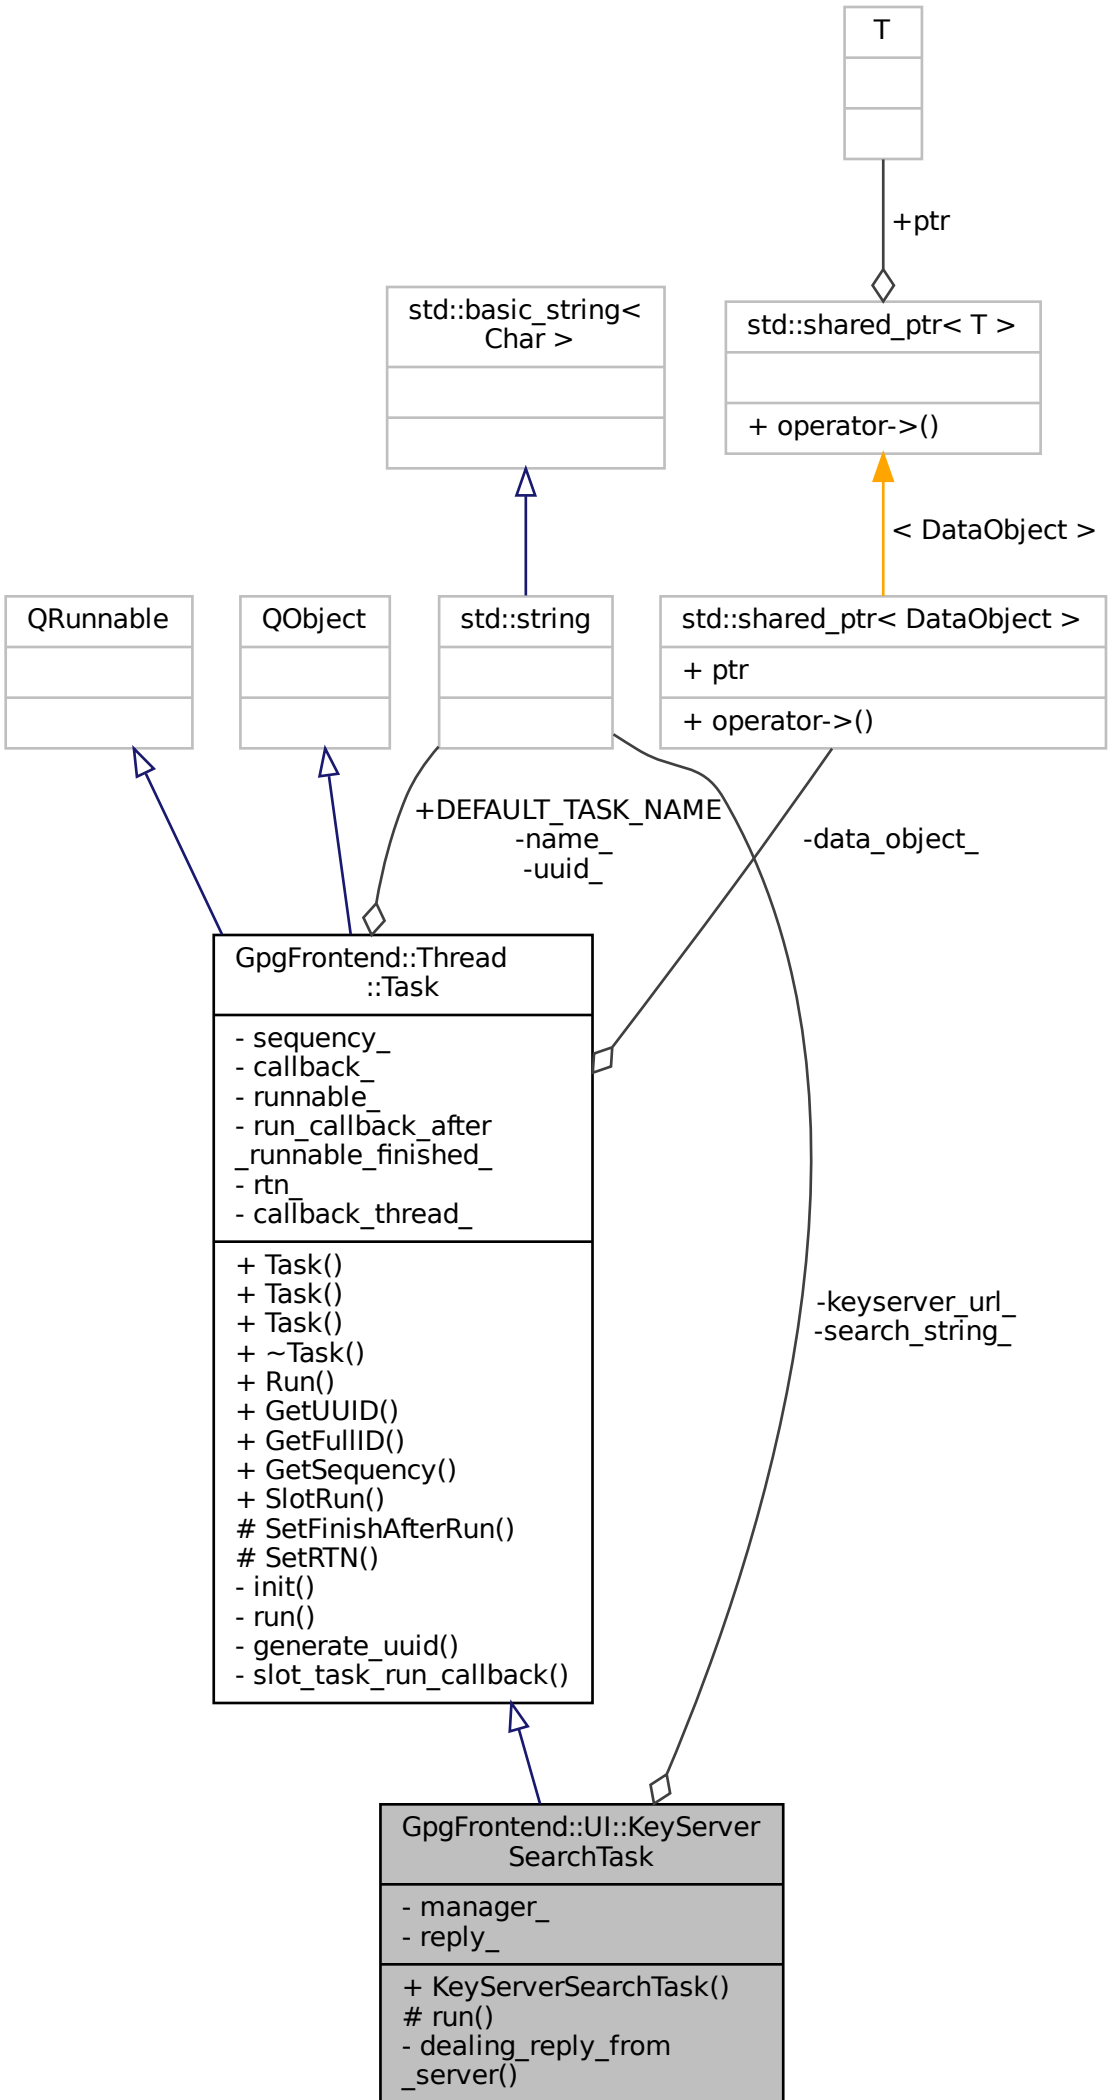 T
+ptr
std::basic_string<
Char >
std::shared_ptr< T >
+ operator->()
< DataObject >
QRunnable
QObject
std::string
std::shared_ptr< DataObject >
+ ptr
+ operator->()
+DEFAULT_TASK_NAME
-name_
-uuid_
-data_object_
GpgFrontend::Thread
::Task
- sequency_
- callback_
- runnable_
- run_callback_after
_runnable_finished_
- rtn_
- callback_thread_
+ Task()
+ Task()
+ Task()
+ ~Task()
+ Run()
+ GetUUID()
+ GetFullID()
+ GetSequency()
+ SlotRun()
# SetFinishAfterRun()
# SetRTN()
- init()
- run()
- generate_uuid()
- slot_task_run_callback()
-keyserver_url_
-search_string_
GpgFrontend::UI::KeyServer
SearchTask
- manager_
- reply_
+ KeyServerSearchTask()
# run()
- dealing_reply_from
_server()